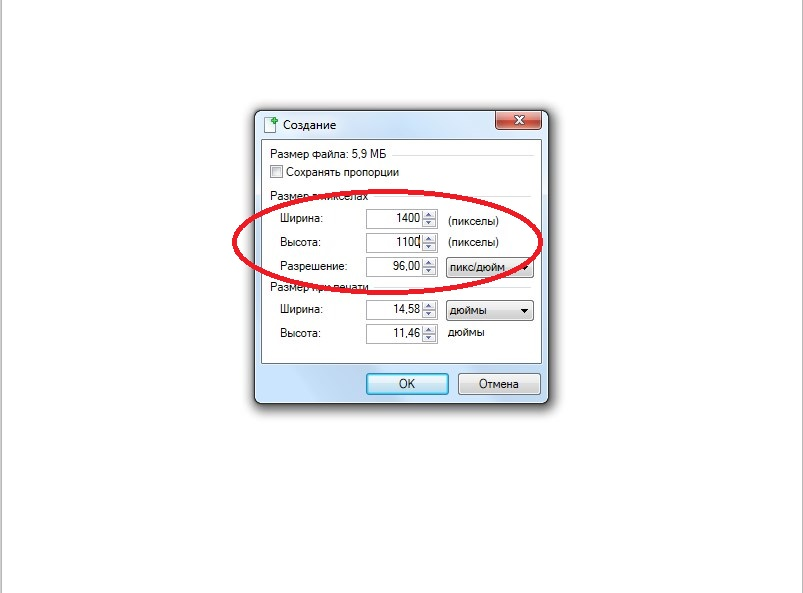 Создание
Размер файла: 5,9 МБ
Сохранять пропорции
Размер в пикселах
Ширина: 1400 (пикселы)
Высота: 1100 (пикселы)
Разрешение: 96,00 пикс/дюйм
Размер при печати
Ширина: 14,58 дюймы
Высота: 11,46 дюймы
OK Отмена